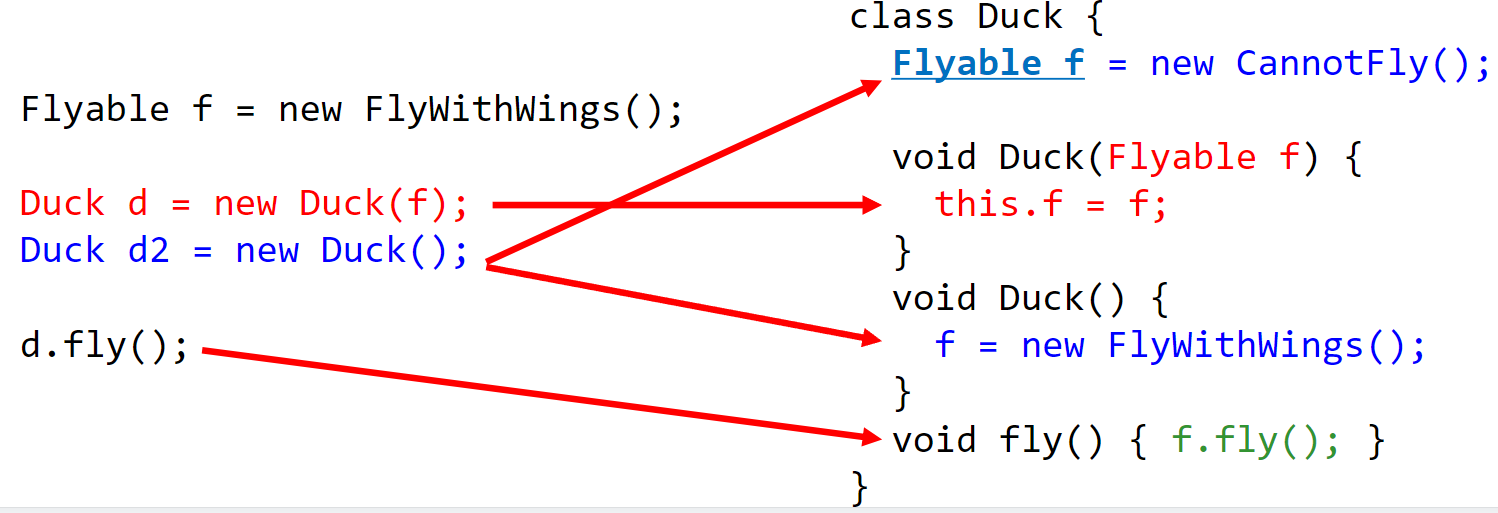 Flyable f = new FlyWithWings();
Duck d = new Duck(f);
Duck d2 = new Duck();
d.fly();
class Duck {
Flyable f = new CannotFly();
void Duck(Flyable f) {
this.f = f;
}
void Duck() {
f = new FlyWithWings();
}
void fly() { f.fly(); }
}